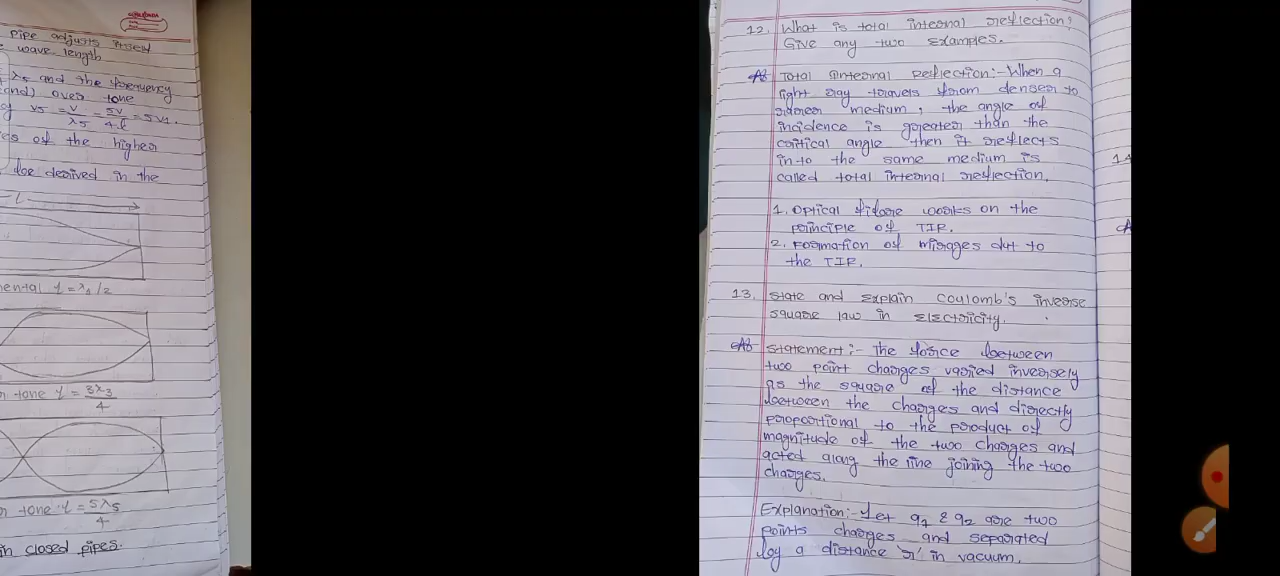 pipe adjusts itself
wave length
λ5 and the frequency
over tone
V5 = V/λ5 = 5V/4l = 5V1.
of the higher
be derived in the
L
mental l = λ1/2
tone l = 3λ3/4
tone l = 5λ5/4
in closed pipes.
12. What is total internal reflection?
Give any two examples.
A) Total Internal Reflection:- When a
light ray travels from denser to
rarer medium, the angle of
incidence is greater than the
critical angle then it reflects
in to the same medium is
called total internal reflection.
1. Optical fibre works on the
principle of TIR.
2. Formation of mirages due to
the TIR.
13. State and explain Coulomb's inverse
square law in Electricity.
A) Statement:- The force between
two point charges varied inversely
as the square of the distance
between the charges and directly
proportional to the product of
magnitude of the two charges and
acted along the line joining the two
charges.
Explanation:- Let q1 & q2 are two
points charges and separated
by a distance 'r' in vacuum.
14